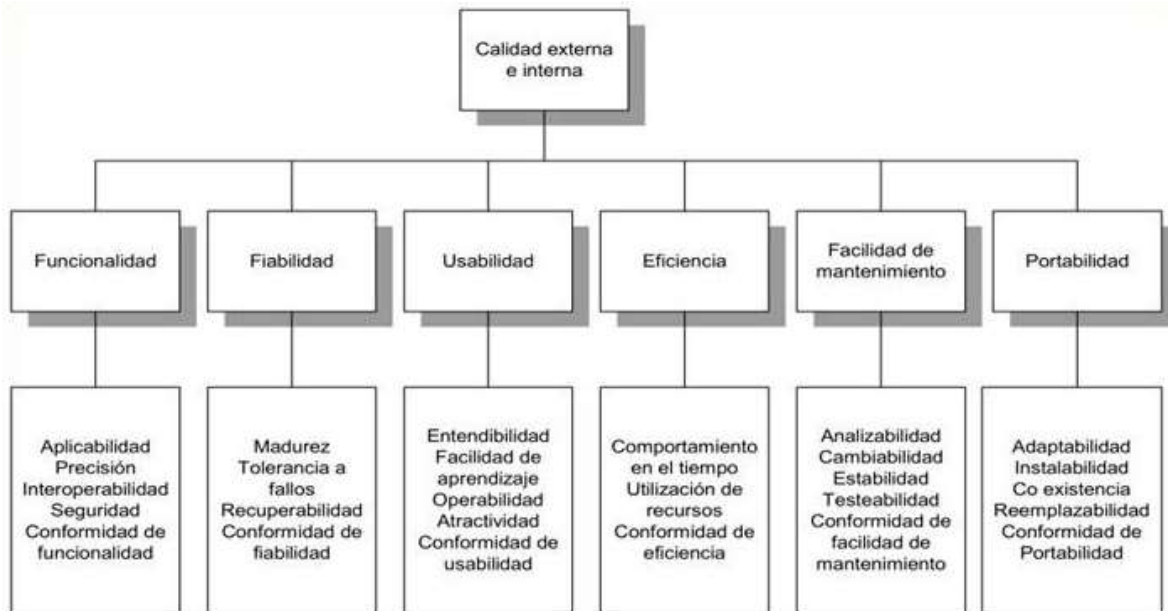 Calidad externa
e interna
Funcionalidad
Fiabilidad
Usabilidad
Eficiencia
Facilidad de
mantenimiento
Portabilidad
Aplicabilidad
Precisión
Interoperabilidad
Seguridad
Conformidad de
funcionalidad
Madurez
Tolerancia a
fallos
Recuperabilidad
Conformidad de
fiabilidad
Entendibilidad
Facilidad de
aprendizaje
Operabilidad
Atractividad
Conformidad de
usabilidad
Comportamiento
en el tiempo
Utilización de
recursos
Conformidad de
eficiencia
Analizabilidad
Cambiabilidad
Estabilidad
Testeabilidad
Conformidad de
facilidad de
mantenimiento
Adaptabilidad
Instalabilidad
Co existencia
Reemplazabilidad
Conformidad de
Portabilidad